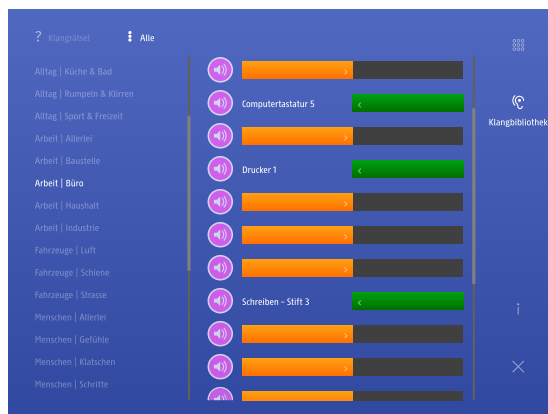 ? Klangrätsel
Alle
Alltag | Küche & Bad
Alltag | Rumpeln & Klirren
Alltag | Sport & Freizeit
Arbeit | Allerlei
Arbeit | Baustelle
Arbeit | Büro
Arbeit | Haushalt
Arbeit | Industrie
Fahrzeuge | Luft
Fahrzeuge | Schiene
Fahrzeuge | Strasse
Menschen | Allerlei
Menschen | Gefühle
Menschen | Klatschen
Menschen | Schritte
Computertastatur 5
Drucker 1
Schreiben – Stift 3
Klangbibliothek
i